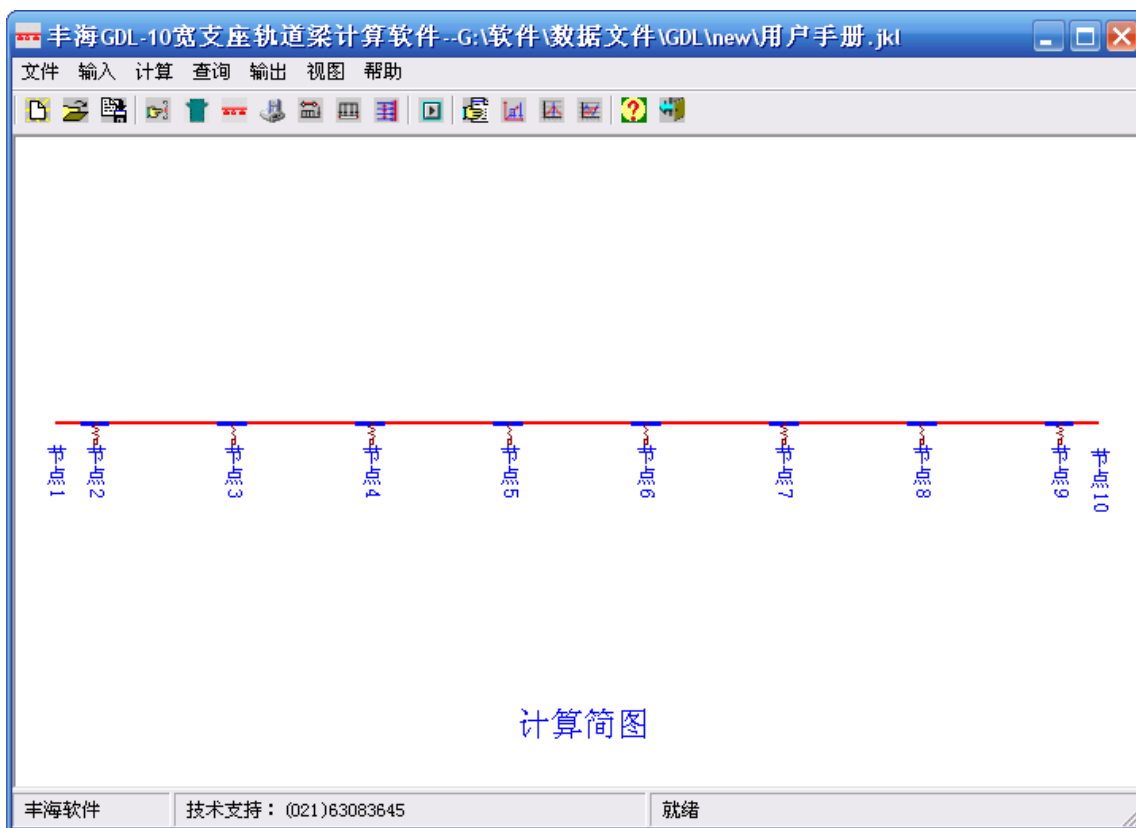 丰海GDL-10宽支座轨道梁计算软件--G:\软件\数据文件\GDL\new\用户手册.jkl
文件 输入 计算 查询 输出 视图 帮助
节点1
节点2
节点3
节点4
节点5
节点6
节点7
节点8
节点9
节点10
计算简图
丰海软件 技术支持：(021)63083645 就绪